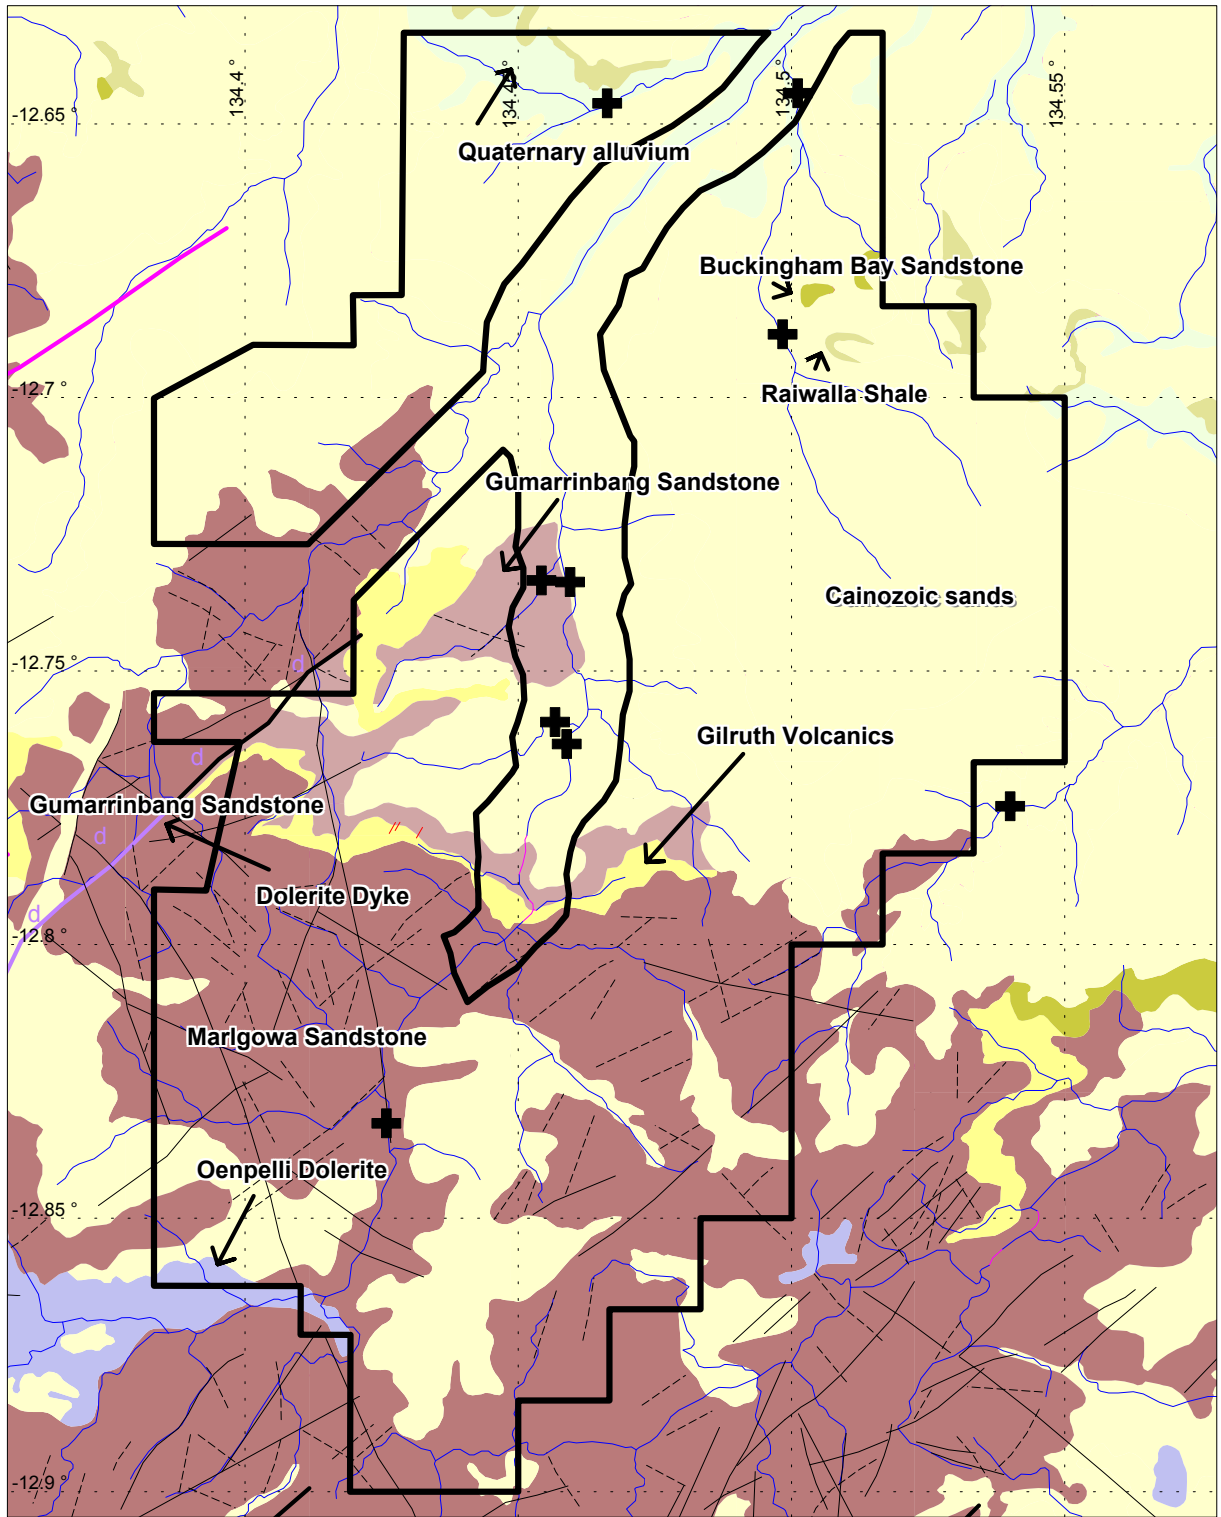 134.4 °
134.45 °
134.5 °
134.55 °
-12.65 °
Quaternary alluvium
Buckingham Bay Sandstone
-12.7 °
Raiwalla Shale
Gumarrinbang Sandstone
Cainozoic sands
-12.75 °
d
Gilruth Volcanics
d
Gumarrinbang Sandstone
d
Dolerite Dyke
d
-12.8 °
Marlgowa Sandstone
Oenpelli Dolerite
-12.85 °
-12.9 °